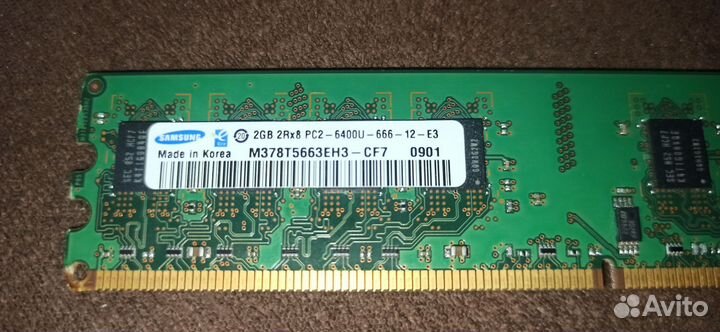 SAMSUNG 2GB 2Rx8 PC2-6400U-666-12-E3
Made in Korea M378T5663EH3-CF7 0901
Avito